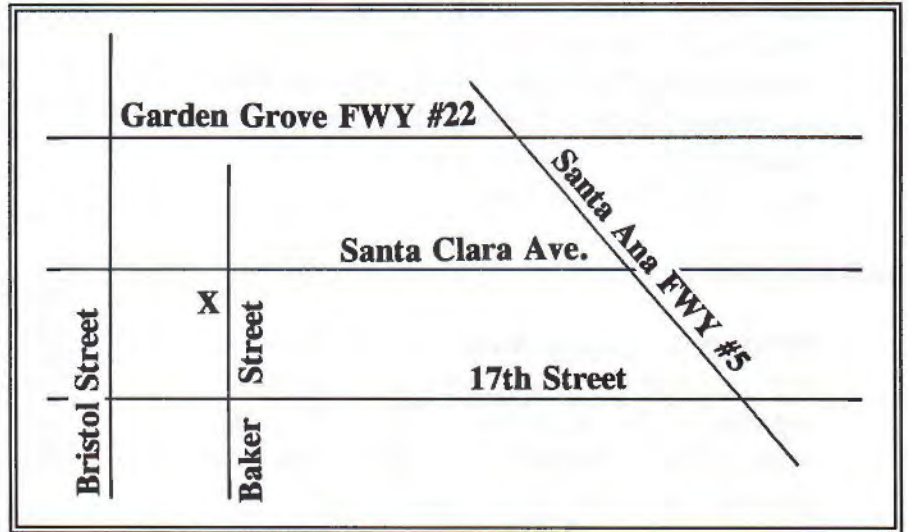 Garden Grove FWY #22
Santa Ana FWY #5
Santa Clara Ave.
X
Bristol Street
Baker Street
17th Street